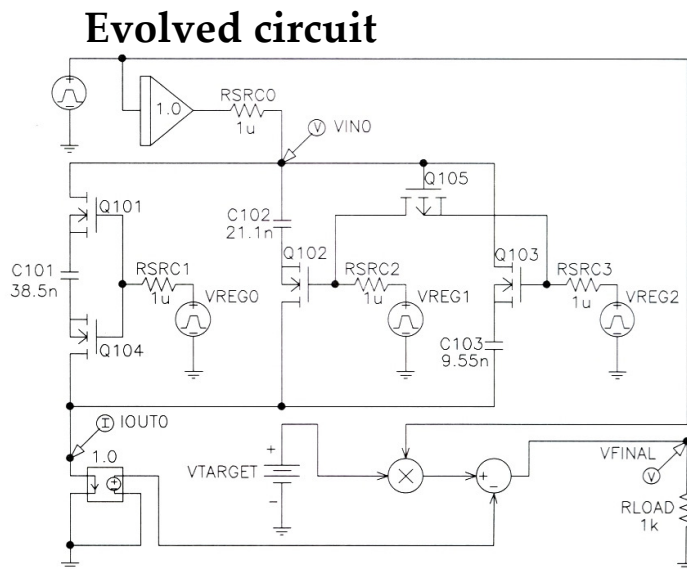 Evolved circuit
1.0
RSRC0
1u
V VIN0
Q105
Q101
C102
21.1n
Q102
Q103
C101
38.5n
RSRC1
1u
RSRC2
1u
RSRC3
1u
VREG0
VREG1
VREG2
Q104
C103
9.55n
I IOUT0
1.0
VTARGET
+
-
+
-
VFINAL
V
RLOAD
1k